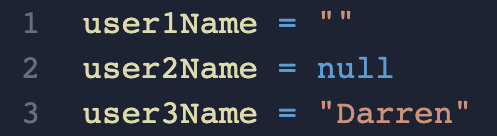 1 user1Name = ""
2 user2Name = null
3 user3Name = "Darren"